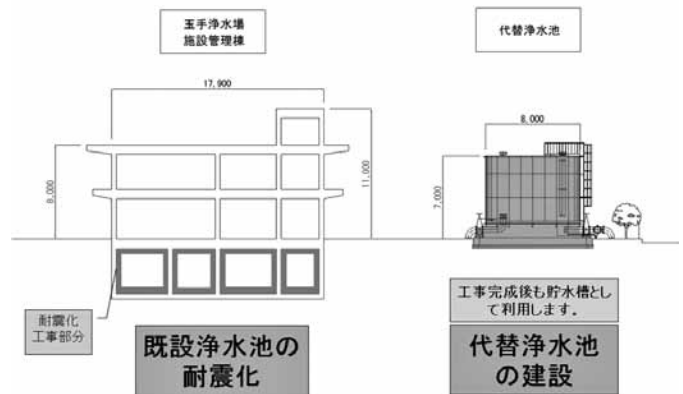 玉手浄水場
施設管理棟
代替浄水池
17,900
8,000
9,000
11,000
7,000
耐震化
工事部分
既設浄水池の
耐震化
工事完成後も貯水槽とし
て利用します。
代替浄水池
の建設